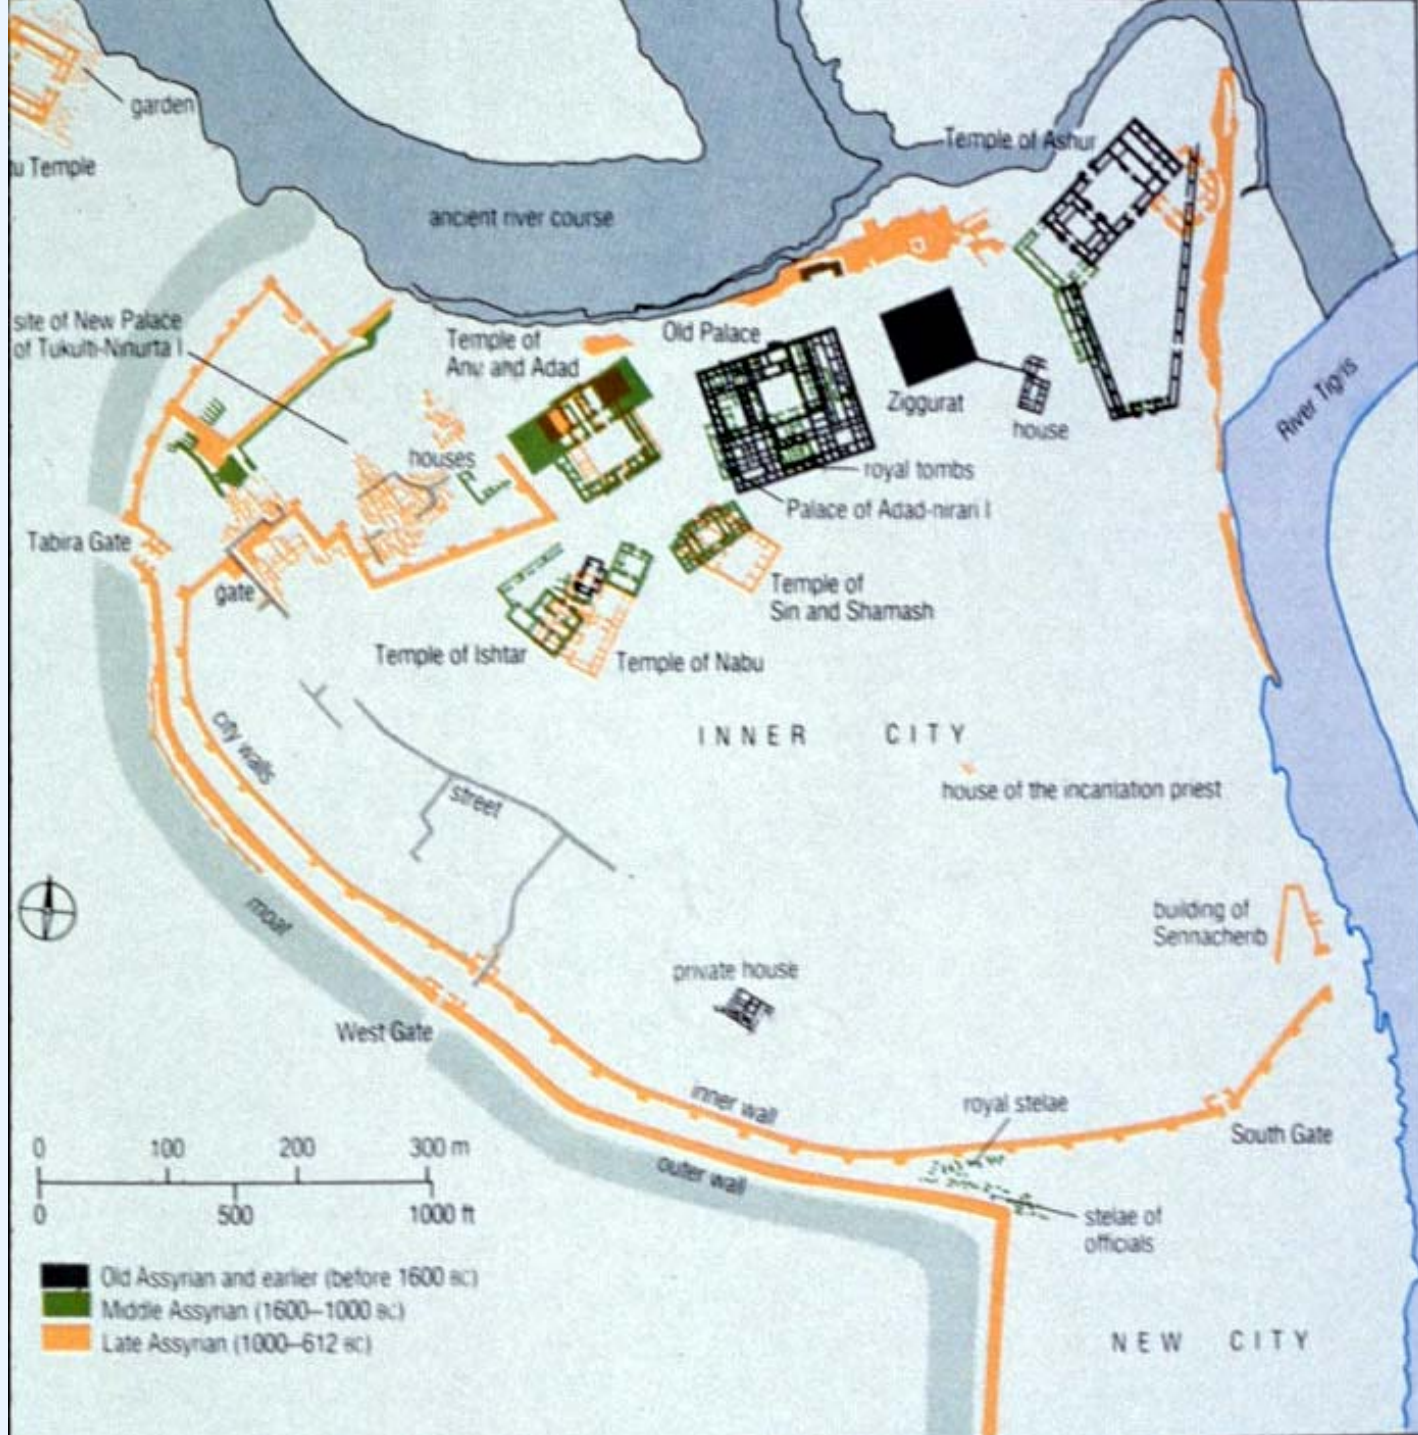 garden
u Temple
Temple of Ashur
ancient river course
site of New Palace
of Tukulti-Ninurta I
Temple of
Anu and Adad
Old Palace
Ziggurat
house
River Tigris
houses
royal tombs
Palace of Adad-nirari I
Tabira Gate
gate
Temple of
Sin and Shamash
Temple of Ishtar
Temple of Nabu
city walls
INNER CITY
street
house of the incantation priest
moat
building of
Sennacherib
private house
West Gate
inner wall
royal stelae
South Gate
outer wall
stelae of
officials
0 100 200 300 m
0 500 1000 ft
Old Assyrian and earlier (before 1600 BC)
Middle Assyrian (1600–1000 BC)
Late Assyrian (1000–612 BC)
NEW CITY